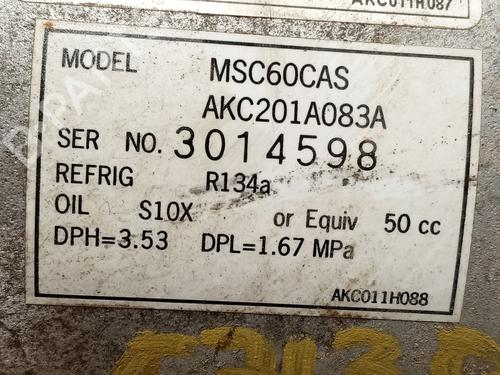 AKC011H087
MODEL MSC60CAS
AKC201A083A
SER NO. 3014598
REFRIG R134a
OIL S10X or Equiv 50 cc
DPH=3.53 DPL=1.67 MPa
AKC011H088